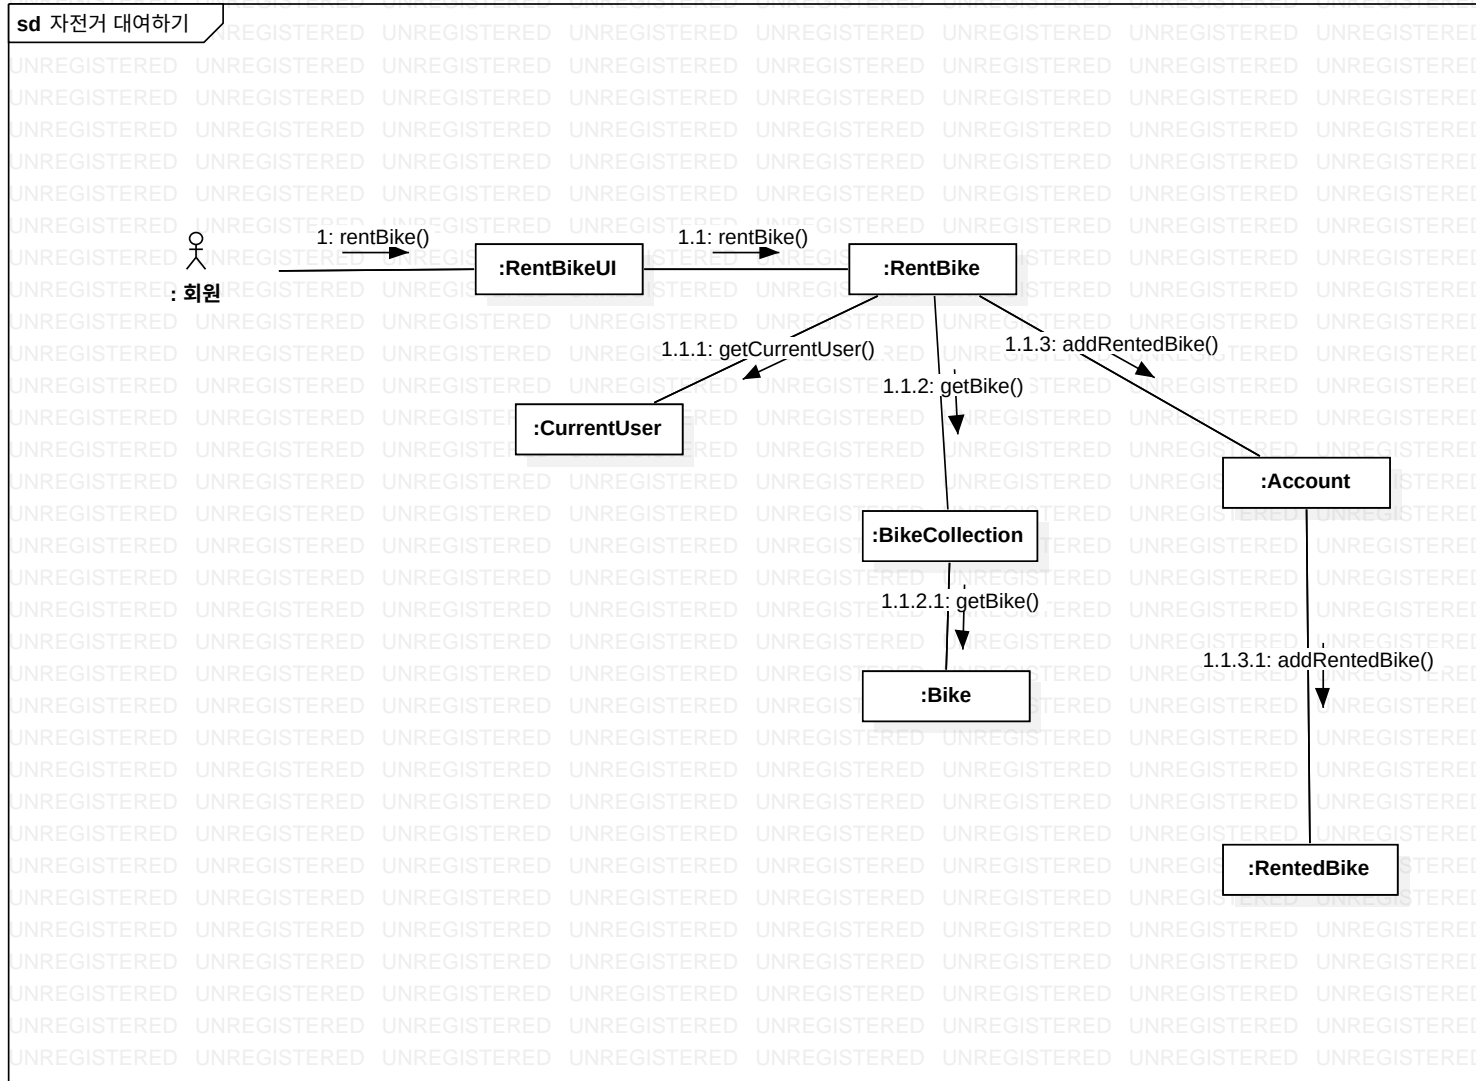 sd 자전거 대여하기
1: rentBike()
1.1: rentBike()
:RentBikeUI
:RentBike
: 회원
1.1.1: getCurrentUser()
1.1.3: addRentedBike()
1.1.2: getBike()
:CurrentUser
:Account
:BikeCollection
1.1.2.1: getBike()
1.1.3.1: addRentedBike()
:Bike
:RentedBike
UNREGISTERED